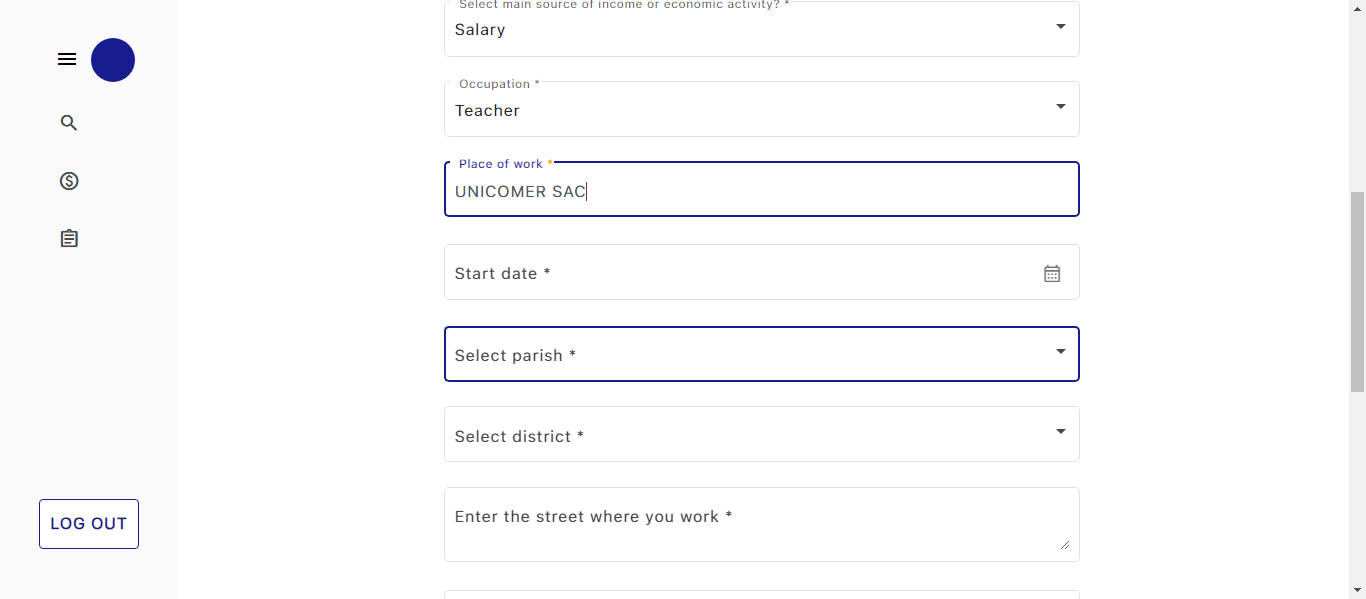 Select main source of income or economic activity? *
Salary
Occupation *
Teacher
Place of work *
UNICOMER SAC
Start date *
Select parish *
Select district *
Enter the street where you work *
LOG OUT